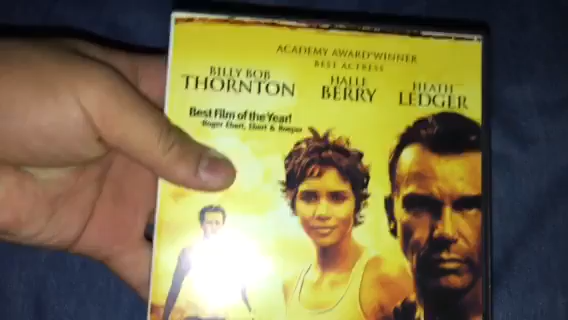 ACADEMY AWARD WINNER
BEST ACTRESS
BILLY BOB THORNTON
HALLE BERRY
HEATH LEDGER
Best Film of the Year!
Roger Ebert, Ebert & Roeper